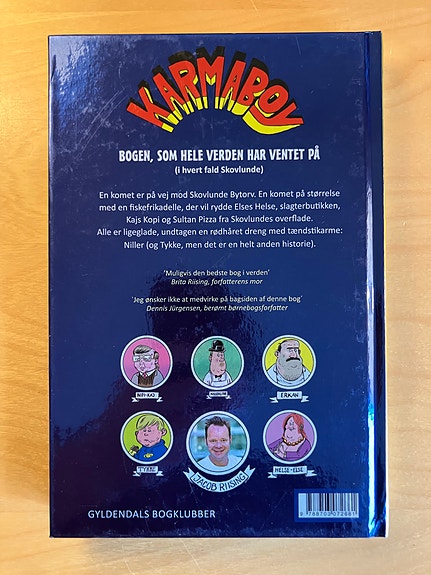 KARMABOY
BOGEN, SOM HELE VERDEN HAR VENTET PÅ
(i hvert fald Skovlunde)
En komet er på vej mod Skovlunde Bytorv. En komet på størrelse
med en fiskefrikadelle, der vil rydde Elses Helse, slagterbutikken,
Kajs Kopi og Sultan Pizza fra Skovlundes overflade.
Alle er ligeglade, undtagen en rødhåret dreng med tændstikarme:
Niller (og Tykke, men det er en helt anden historie).
'Muligvis den bedste bog i verden'
Brita Riising, forfatterens mor
'Jeg ønsker ikke at medvirke på bagsiden af denne bog'
Dennis Jürgensen, berømt børnebogsforfatter
ERKAN
TYKKE
JACOB RIISING
HELSE-ELSE
GYLDENDALS BOGKLUBBER
9 788703 072661